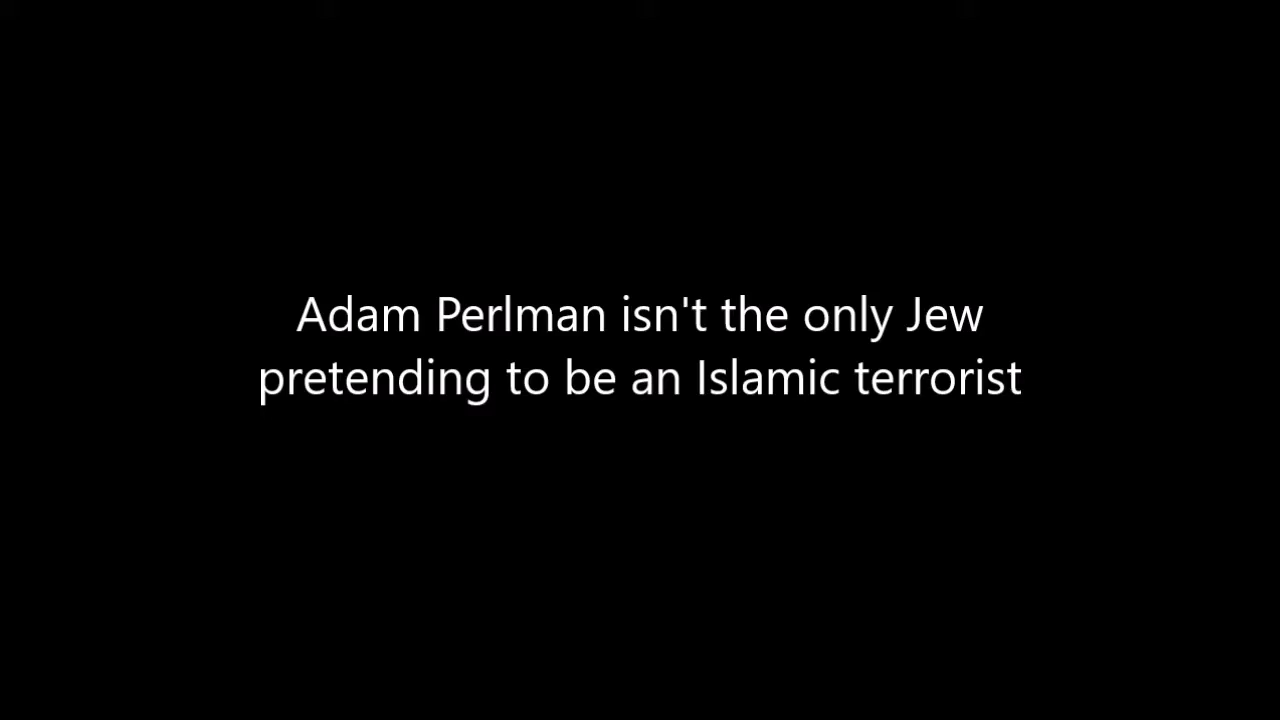 Adam Perlman isn't the only Jew
pretending to be an Islamic terrorist